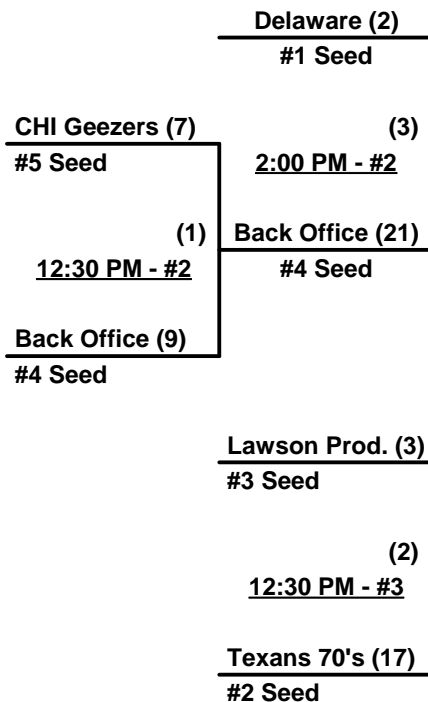 Delaware (2)
#1 Seed
CHI Geezers (7)
(3)
#5 Seed
2:00 PM - #2
(1)
Back Office (21)
12:30 PM - #2
#4 Seed
Back Office (9)
#4 Seed
Lawson Prod. (3)
#3 Seed
(2)
12:30 PM - #3
Texans 70's (17)
#2 Seed